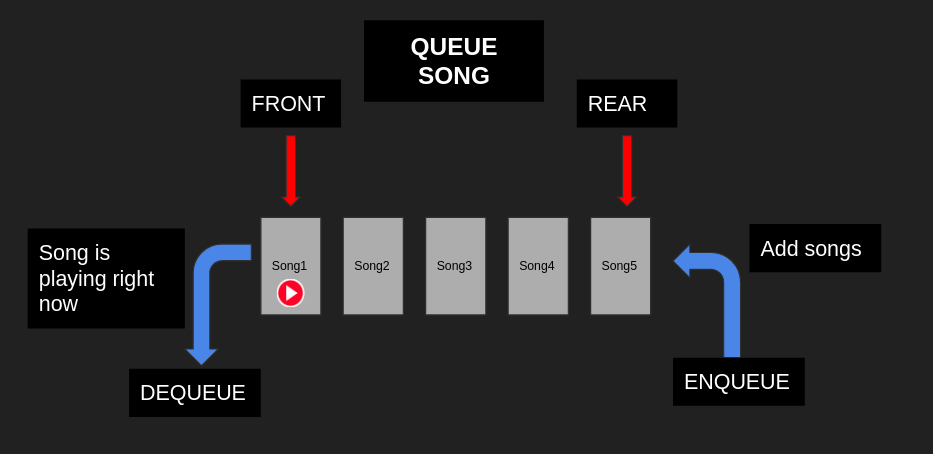 QUEUE
SONG
FRONT
REAR
Song is
playing right
now
Song1
Song2
Song3
Song4
Song5
Add songs
DEQUEUE
ENQUEUE